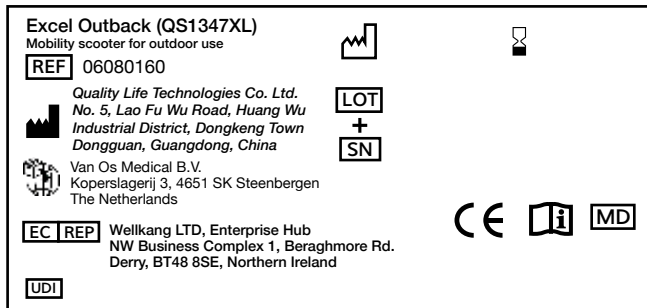 Excel Outback (QS1347XL)
Mobility scooter for outdoor use
REF 06080160
Quality Life Technologies Co. Ltd.
No. 5, Lao Fu Wu Road, Huang Wu
Industrial District, Dongkeng Town
Dongguan, Guangdong, China
Van Os Medical B.V.
Koperslagerij 3, 4651 SK Steenbergen
The Netherlands
EC REP Wellkang LTD, Enterprise Hub
NW Business Complex 1, Beraghmore Rd.
Derry, BT48 8SE, Northern Ireland
UDI
LOT
+
SN
CE i MD